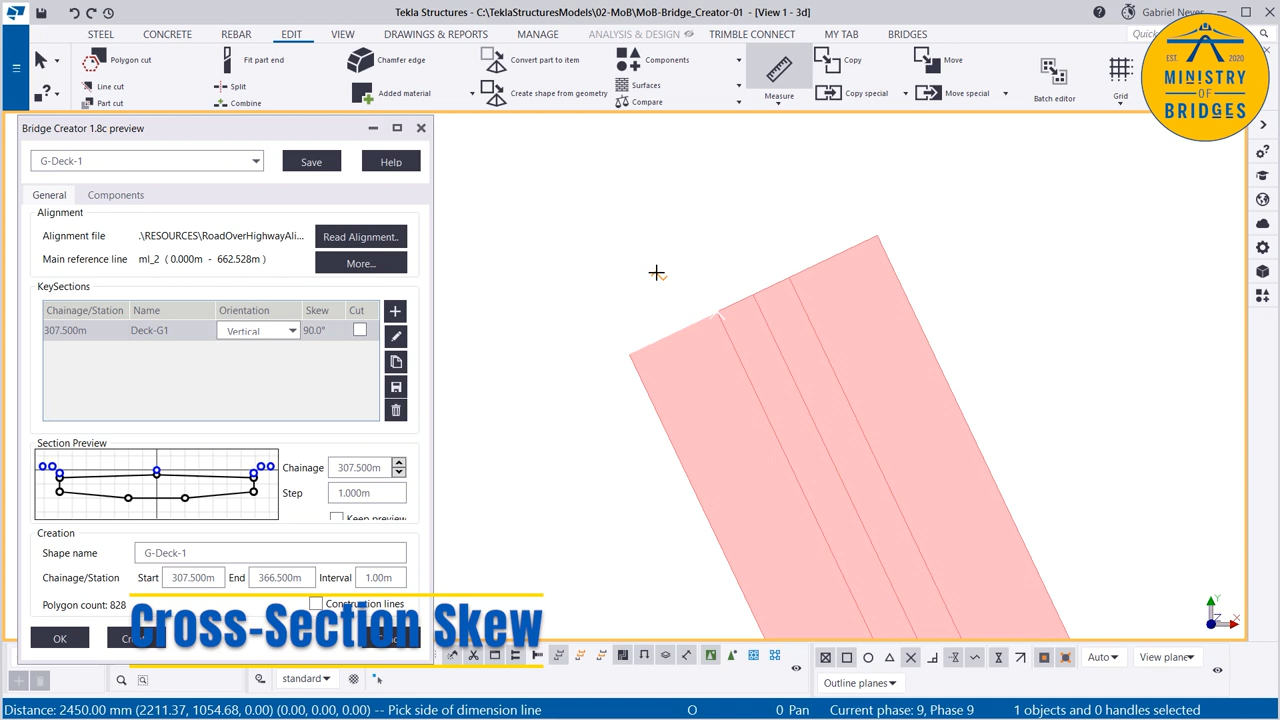 Tekla Structures - C:\TeklaStructuresModels\02-MoB\MoB-Bridge_Creator-01 - [View 1 - 3d]
Gabriel Neyer
STEEL CONCRETE REBAR EDIT VIEW DRAWINGS & REPORTS MANAGE ANALYSIS & DESIGN TRIMBLE CONNECT MY TAB BRIDGES
Quick
Polygon cut
Line cut
Part cut
Fit part end
Split
Combine
Chamfer edge
Added material
Convert part to item
Create shape from geometry
Components
Surfaces
Compare
Measure
Copy
Copy special
Move
Move special
Batch editor
Grid
EST. 2020
MINISTRY
OF
BRIDGES
Bridge Creator 1.8c preview
G-Deck-1 Save Help
General Components
Alignment
Alignment file .\RESOURCES\RoadOverHighwayAli... Read Alignment..
Main reference line ml_2 ( 0.000m - 662.528m ) More...
KeySections
Chainage/Station Name Orientation Skew Cut
307.500m Deck-G1 Vertical 90.0°
Section Preview
Chainage 307.500m
Step 1.000m
Keep preview
Creation
Shape name G-Deck-1
Chainage/Station Start 307.500m End 366.500m Interval 1.00m
Polygon count: 828 Construction lines
OK
Cross-Section Skew
standard
Auto
View plane
Outline planes
Distance: 2450.00 mm (2211.37, 1054.68, 0.00) (0.00, 0.00, 0.00) -- Pick side of dimension line O Pan Current phase: 9, Phase 9 1 objects and 0 handles selected